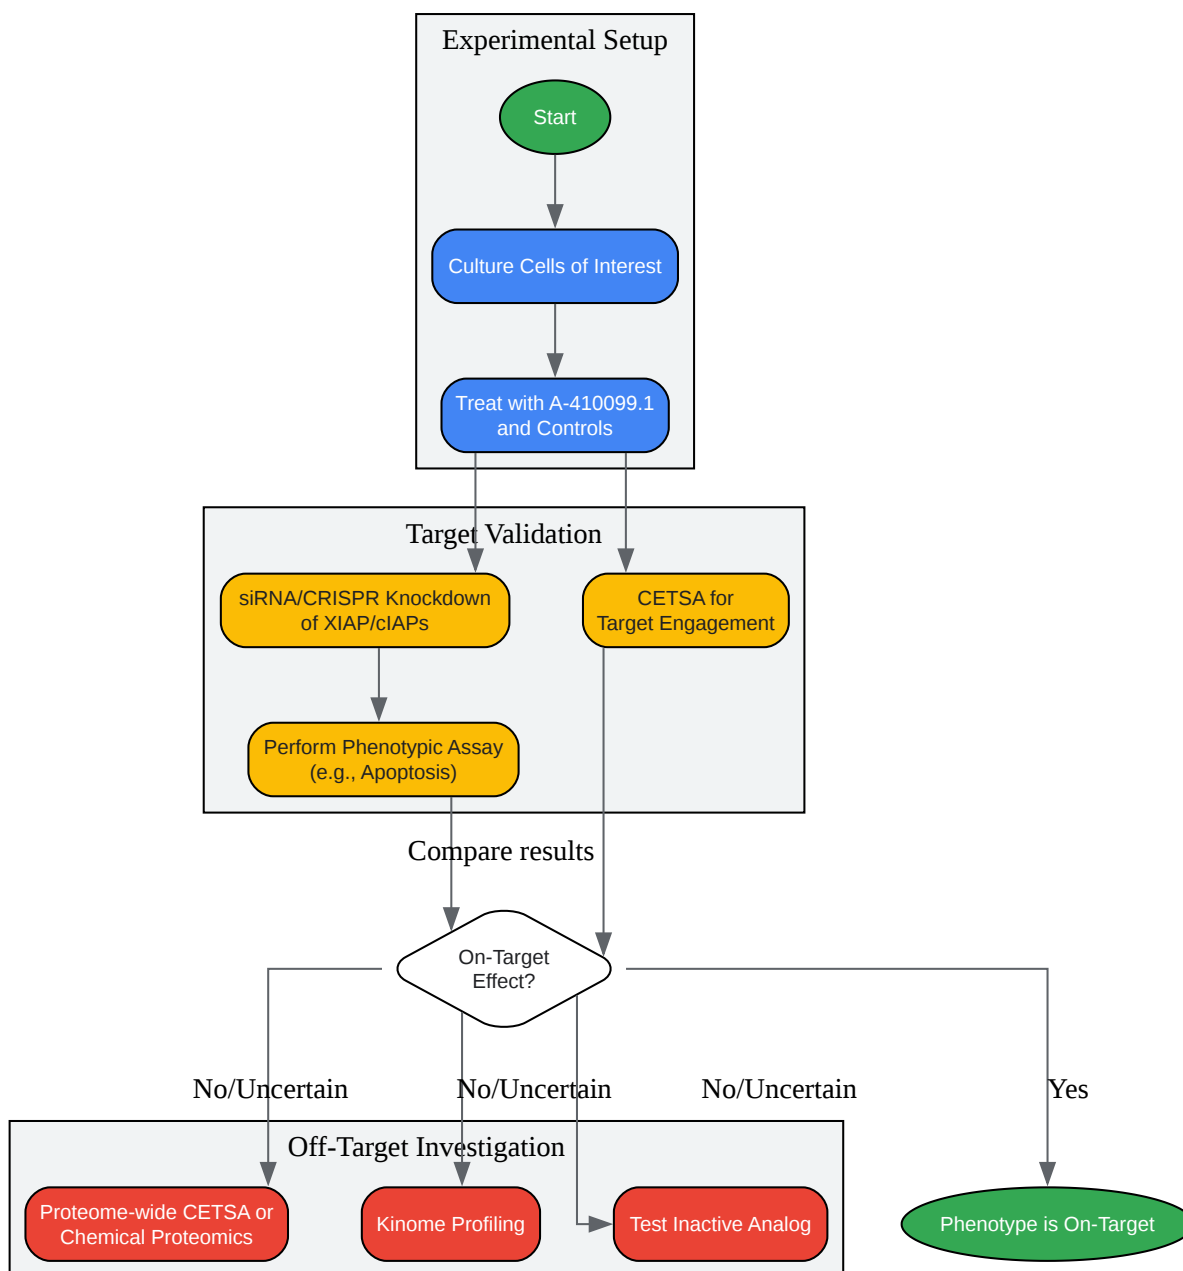 Experimental Setup
Start
Culture Cells of Interest
Treat with A-410099.1
and Controls
Target Validation
siRNA/CRISPR Knockdown
of XIAP/cIAPs
CETSA for
Target Engagement
Perform Phenotypic Assay
(e.g., Apoptosis)
Compare results
On-Target
Effect?
No/Uncertain
No/Uncertain
No/Uncertain
Yes
Off-Target Investigation
Proteome-wide CETSA or
Chemical Proteomics
Kinome Profiling
Test Inactive Analog
Phenotype is On-Target